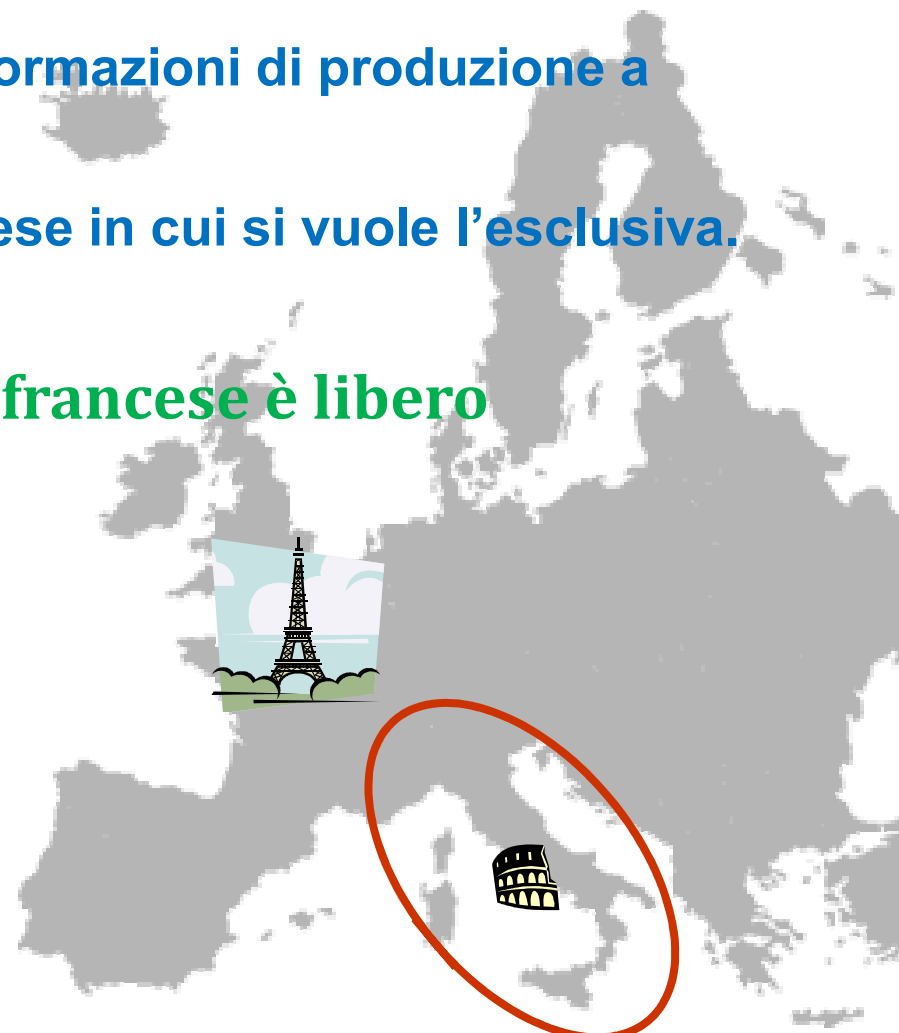 ormazioni di produzione a
ese in cui si vuole l’esclusiva.
francese è libero